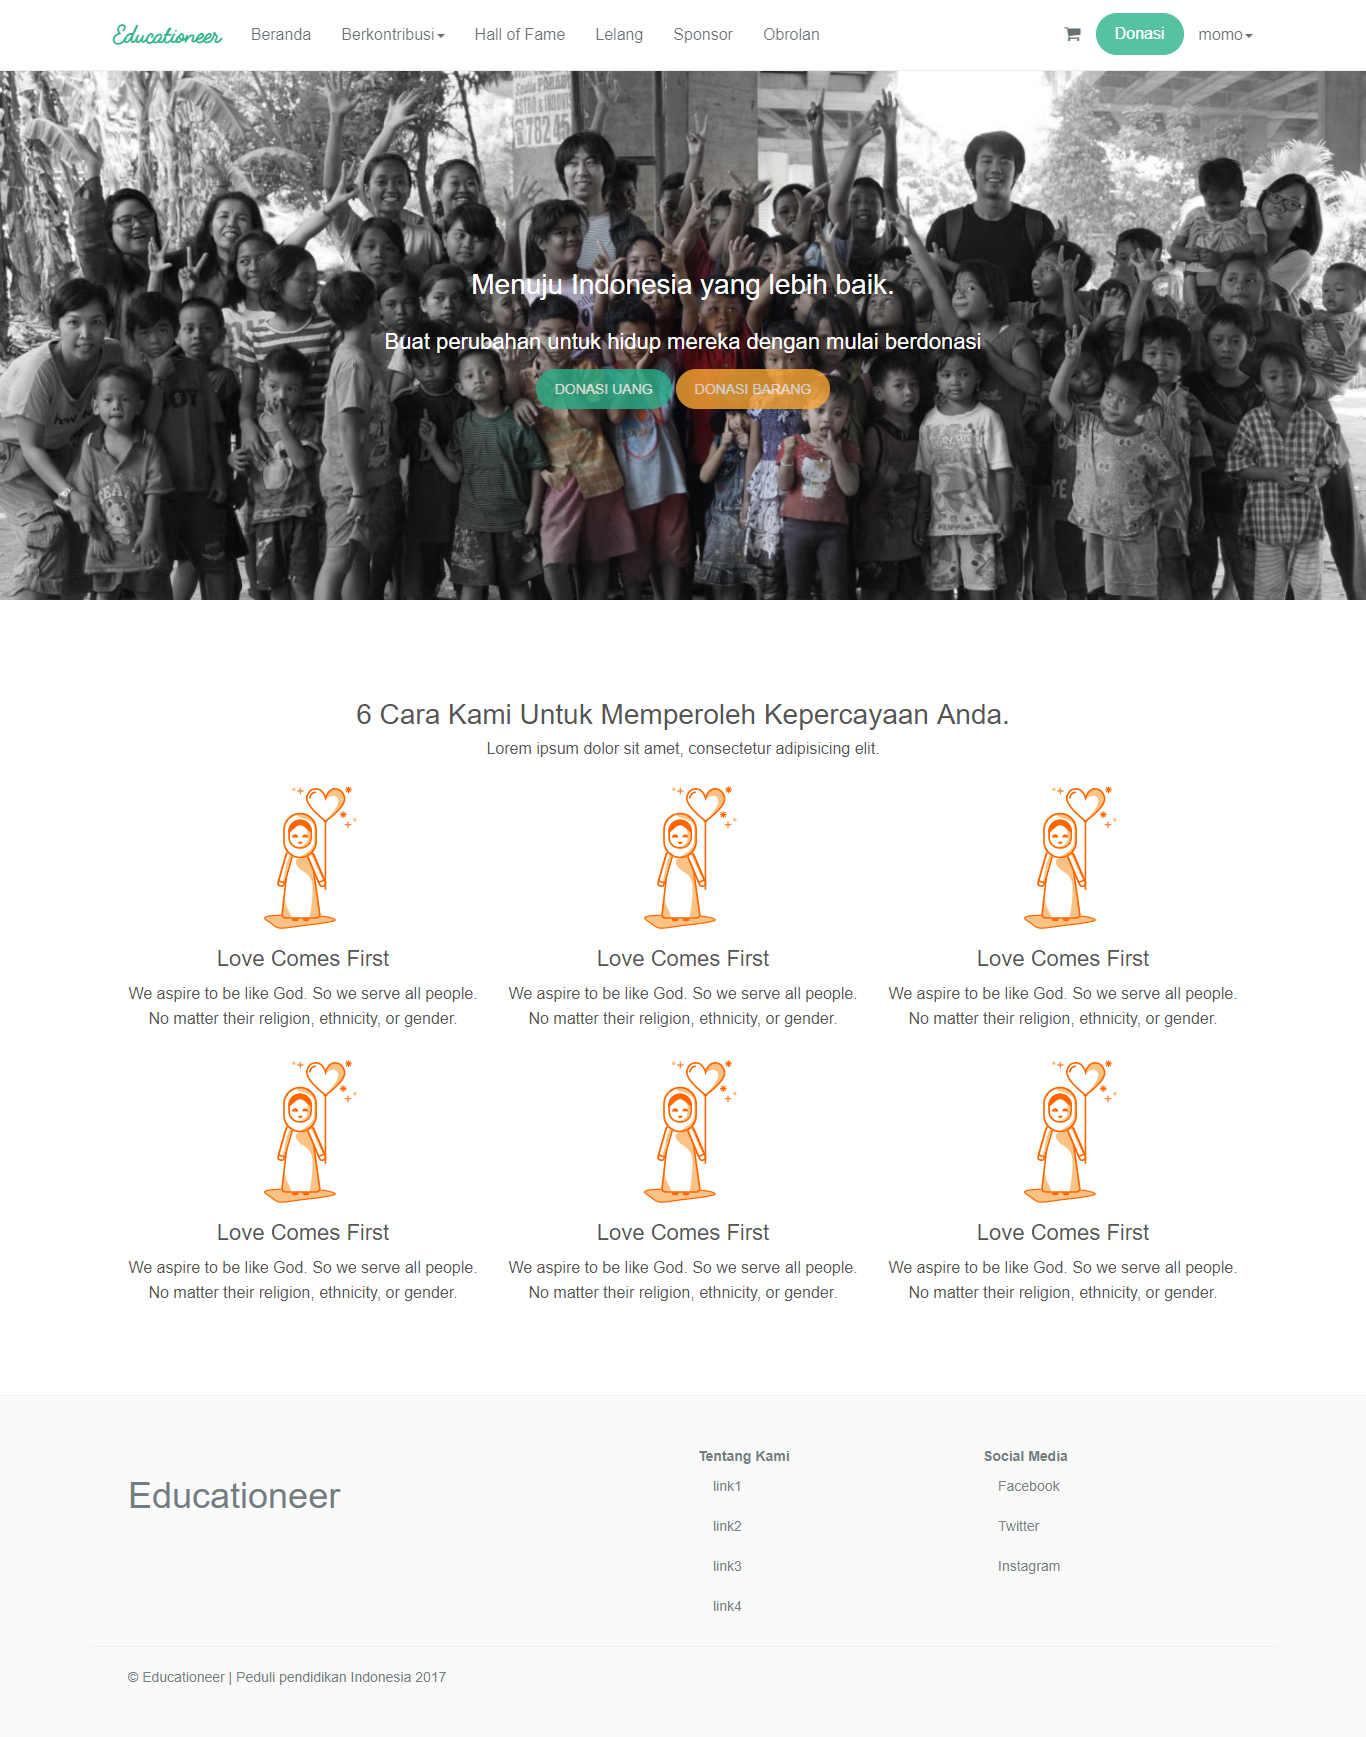 Educationeer Beranda Berkontribusi Hall of Fame Lelang Sponsor Obrolan Donasi momo
782 45
Menuju Indonesia yang lebih baik.
Buat perubahan untuk hidup mereka dengan mulai berdonasi
DONASI UANG DONASI BARANG
6 Cara Kami Untuk Memperoleh Kepercayaan Anda.
Lorem ipsum dolor sit amet, consectetur adipisicing elit.
Love Comes First Love Comes First Love Comes First
We aspire to be like God. So we serve all people. We aspire to be like God. So we serve all people. We aspire to be like God. So we serve all people.
No matter their religion, ethnicity, or gender. No matter their religion, ethnicity, or gender. No matter their religion, ethnicity, or gender.
Love Comes First Love Comes First Love Comes First
We aspire to be like God. So we serve all people. We aspire to be like God. So we serve all people. We aspire to be like God. So we serve all people.
No matter their religion, ethnicity, or gender. No matter their religion, ethnicity, or gender. No matter their religion, ethnicity, or gender.
Educationeer
Tentang Kami
link1
link2
link3
link4
Social Media
Facebook
Twitter
Instagram
© Educationeer | Peduli pendidikan Indonesia 2017